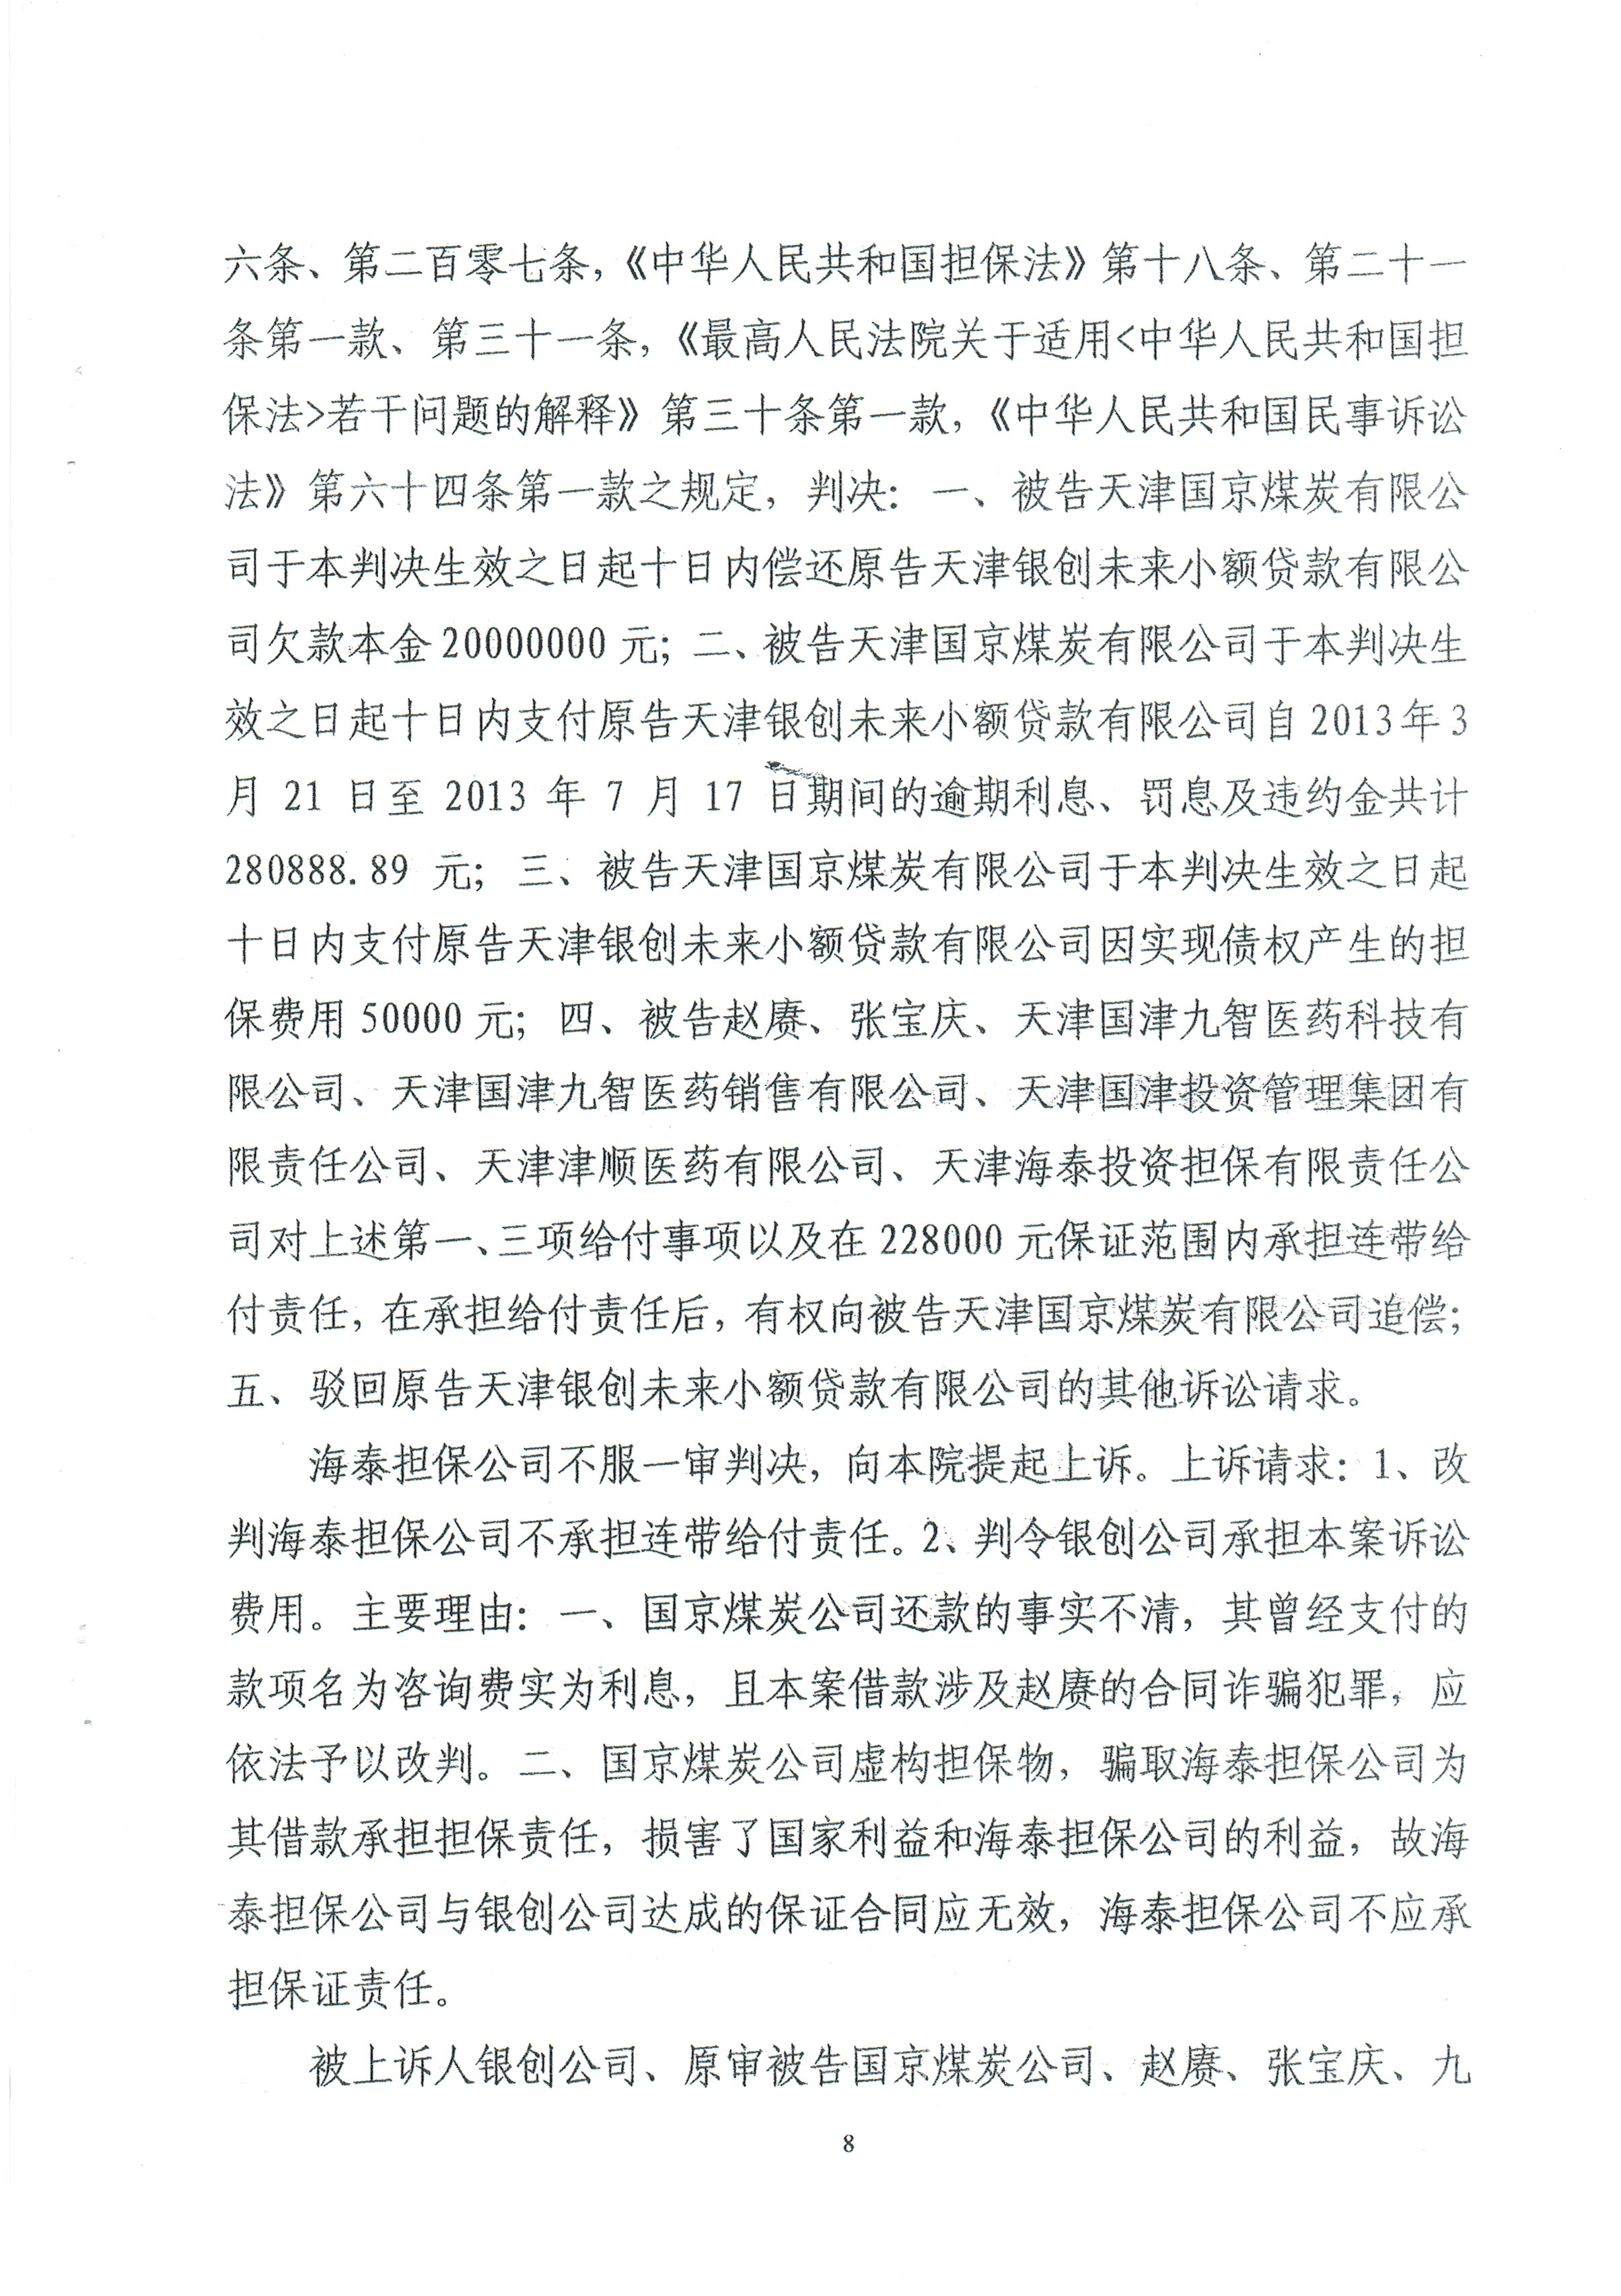 六条、第二百零七条，《中华人民共和国担保法》第十八条、第二十一
条第一款、第三十一条，《最高人民法院关于适用<中华人民共和国担
保法>若干问题的解释》第三十条第一款，《中华人民共和国民事诉讼
法》第六十四条第一款之规定，判决：一、被告天津国京煤炭有限公
司于本判决生效之日起十日内偿还原告天津银创未来小额贷款有限公
司欠款本金20000000元；二、被告天津国京煤炭有限公司于本判决生
效之日起十日内支付原告天津银创未来小额贷款有限公司自2013年3
月 21 日至 2013 年 7 月 17 日期间的逾期利息、罚息及违约金共计
280888.89 元；三、被告天津国京煤炭有限公司于本判决生效之日起
十日内支付原告天津银创未来小额贷款有限公司因实现债权产生的担
保费用50000元；四、被告赵赓、张宝庆、天津国津九智医药科技有
限公司、天津国津九智医药销售有限公司、天津国津投资管理集团有
限责任公司、天津津顺医药有限公司、天津海泰投资担保有限责任公
司对上述第一、三项给付事项以及在228000元保证范围内承担连带给
付责任，在承担给付责任后，有权向被告天津国京煤炭有限公司追偿；
五、驳回原告天津银创未来小额贷款有限公司的其他诉讼请求。
海泰担保公司不服一审判决，向本院提起上诉。上诉请求：1、改
判海泰担保公司不承担连带给付责任。2、判令银创公司承担本案诉讼
费用。主要理由：一、国京煤炭公司还款的事实不清，其曾经支付的
款项名为咨询费实为利息，且本案借款涉及赵赓的合同诈骗犯罪，应
依法予以改判。二、国京煤炭公司虚构担保物，骗取海泰担保公司为
其借款承担担保责任，损害了国家利益和海泰担保公司的利益，故海
泰担保公司与银创公司达成的保证合同应无效，海泰担保公司不应承
担保证责任。
被上诉人银创公司、原审被告国京煤炭公司、赵赓、张宝庆、九
8